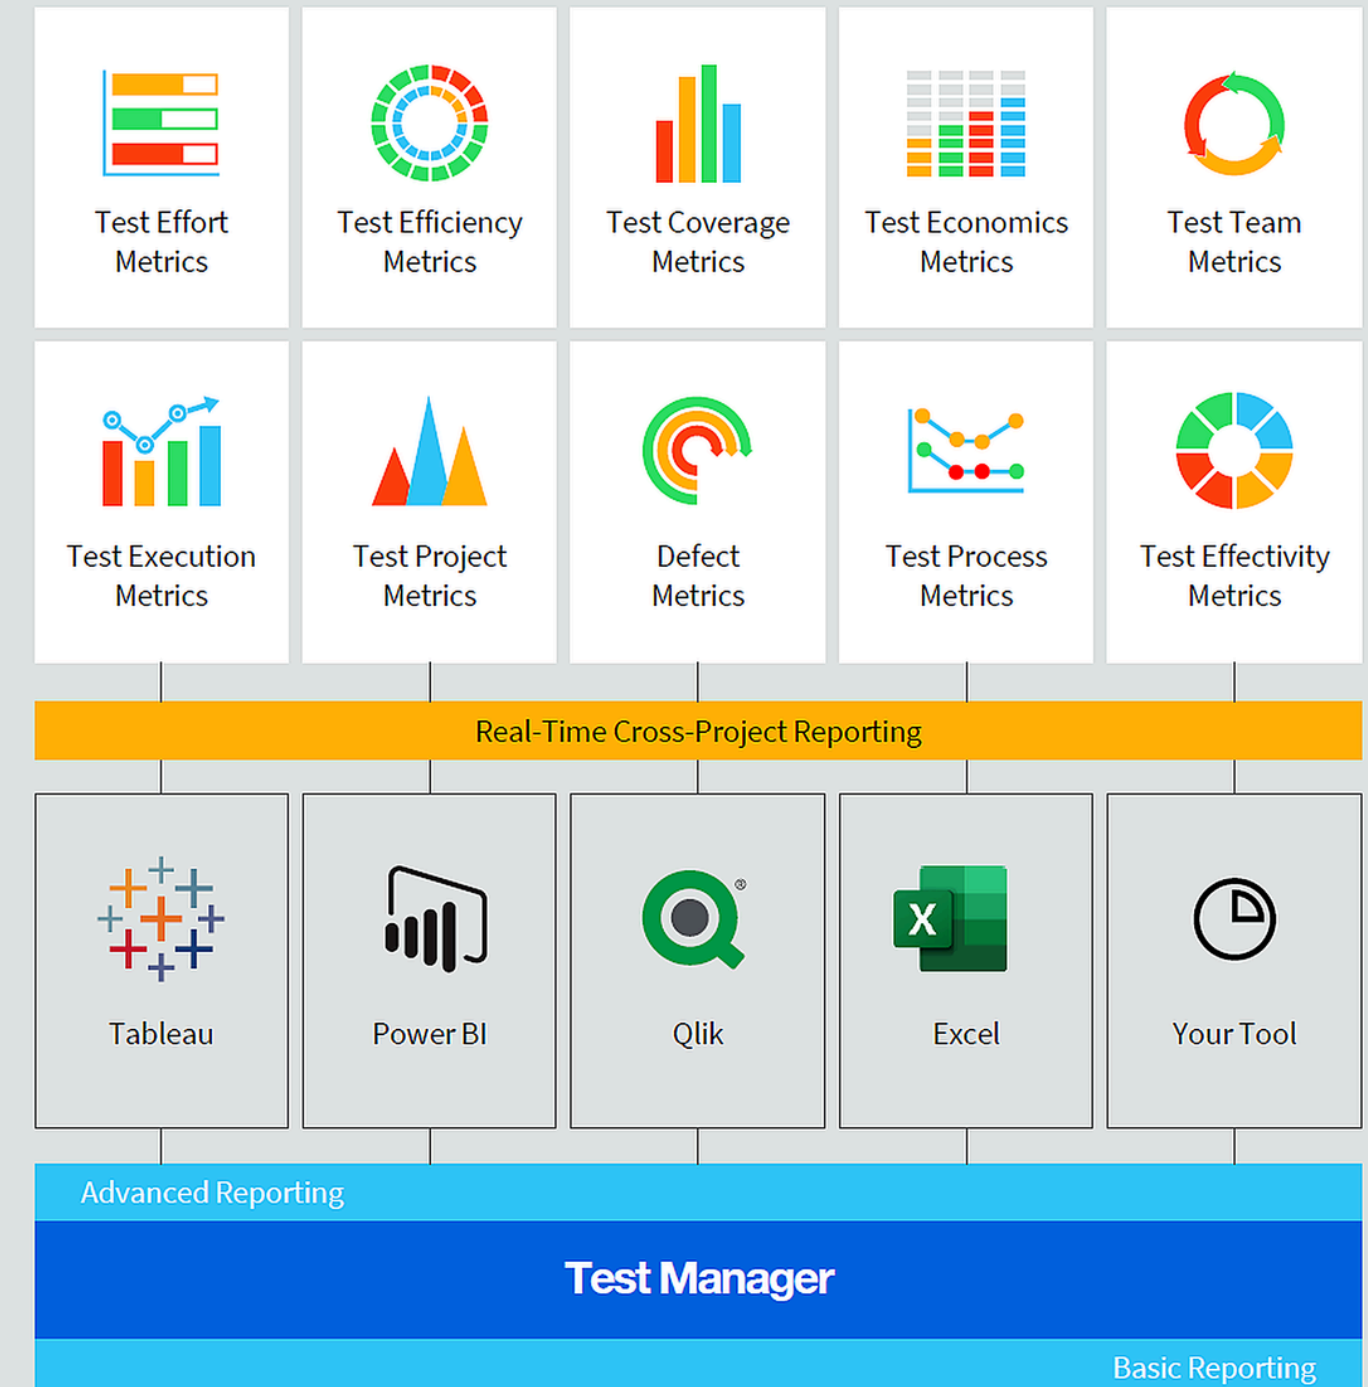 Test Effort
Metrics
Test Efficiency
Metrics
Test Coverage
Metrics
Test Economics
Metrics
Test Team
Metrics
Test Execution
Metrics
Test Project
Metrics
Defect
Metrics
Test Process
Metrics
Test Effectivity
Metrics
Real-Time Cross-Project Reporting
®
X
Tableau
Power BI
Qlik
Excel
Your Tool
Advanced Reporting
Test Manager
Basic Reporting